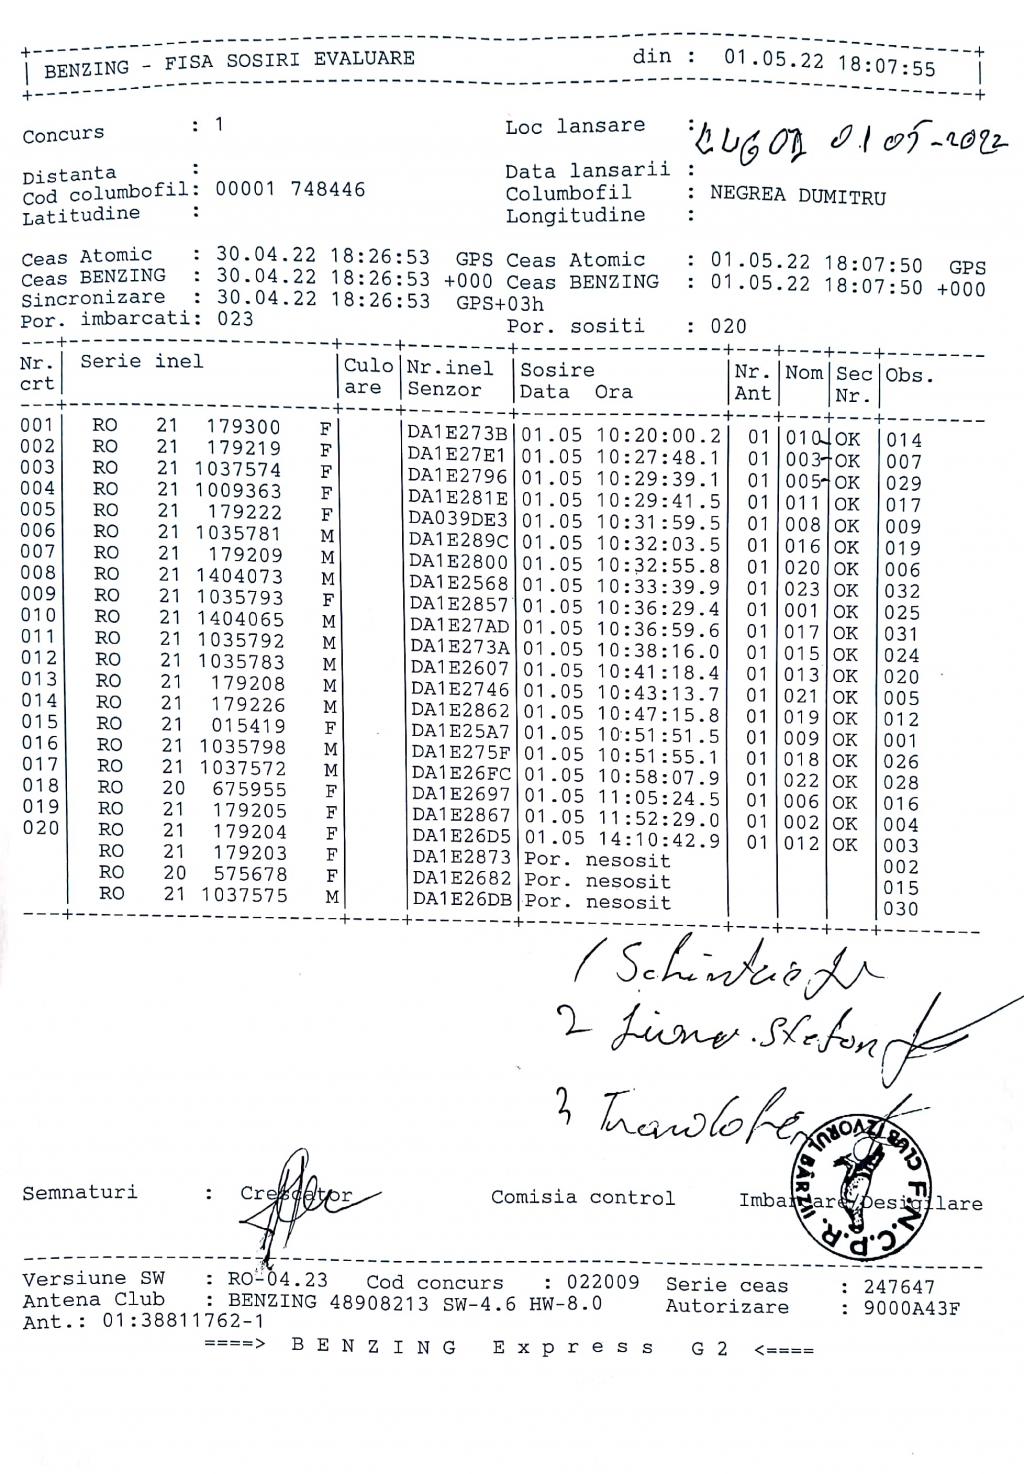 BENZING - FISA SOSIRI EVALUARE din : 01.05.22 18:07:55
Concurs : 1 Loc lansare : LUGOJ 01 05-2022
Distanta : Data lansarii :
Cod columbofil: 00001 748446 Columbofil : NEGREA DUMITRU
Latitudine : Longitudine :
Ceas Atomic : 30.04.22 18:26:53 GPS Ceas Atomic : 01.05.22 18:07:50 GPS
Ceas BENZING : 30.04.22 18:26:53 +000 Ceas BENZING : 01.05.22 18:07:50 +000
Sincronizare : 30.04.22 18:26:53 GPS+03h
Por. imbarcati: 023 Por. sositi : 020
Nr. Serie inel Culo Nr.inel Sosire Nr. Nom Sec Obs.
crt are Senzor Data Ora Ant Nr.
001 RO 21 179300 F DA1E273B 01.05 10:20:00.2 01 010 OK 014
002 RO 21 179219 F DA1E27E1 01.05 10:27:48.1 01 003 OK 007
003 RO 21 1037574 F DA1E2796 01.05 10:29:39.1 01 005 OK 029
004 RO 21 1009363 F DA1E281E 01.05 10:29:41.5 01 011 OK 017
005 RO 21 179222 F DA039DE3 01.05 10:31:59.5 01 008 OK 009
006 RO 21 1035781 M DA1E289C 01.05 10:32:03.5 01 016 OK 019
007 RO 21 179209 M DA1E2800 01.05 10:32:55.8 01 020 OK 006
008 RO 21 1404073 M DA1E2568 01.05 10:33:39.9 01 023 OK 032
009 RO 21 1035793 F DA1E2857 01.05 10:36:29.4 01 001 OK 025
010 RO 21 1404065 M DA1E27AD 01.05 10:36:59.6 01 017 OK 031
011 RO 21 1035792 M DA1E273A 01.05 10:38:16.0 01 015 OK 024
012 RO 21 1035783 M DA1E2607 01.05 10:41:18.4 01 013 OK 020
013 RO 21 179208 M DA1E2746 01.05 10:43:13.7 01 021 OK 005
014 RO 21 179226 M DA1E2862 01.05 10:47:15.8 01 019 OK 012
015 RO 21 015419 F DA1E25A7 01.05 10:51:51.5 01 009 OK 001
016 RO 21 1035798 M DA1E275F 01.05 10:51:55.1 01 018 OK 026
017 RO 21 1037572 M DA1E26FC 01.05 10:58:07.9 01 022 OK 028
018 RO 20 675955 F DA1E2697 01.05 11:05:24.5 01 006 OK 016
019 RO 21 179205 F DA1E2867 01.05 11:52:29.0 01 002 OK 004
020 RO 21 179204 F DA1E26D5 01.05 14:10:42.9 01 012 OK 003
RO 21 179203 F DA1E2873 Por. nesosit 002
RO 20 575678 F DA1E2682 Por. nesosit 015
RO 21 1037575 M DA1E26DB Por. nesosit 030
1
2 Stefan
3
CLUB IZVORUL BÂRZII F.N.C.P.R.
Semnaturi : Crescator Comisia control Imbarcare/Desigilare
Versiune SW : RO-04.23 Cod concurs : 022009 Serie ceas : 247647
Antena Club : BENZING 48908213 SW-4.6 HW-8.0 Autorizare : 9000A43F
Ant.: 01:38811762-1
====> B E N Z I N G E x p r e s s G 2 <====